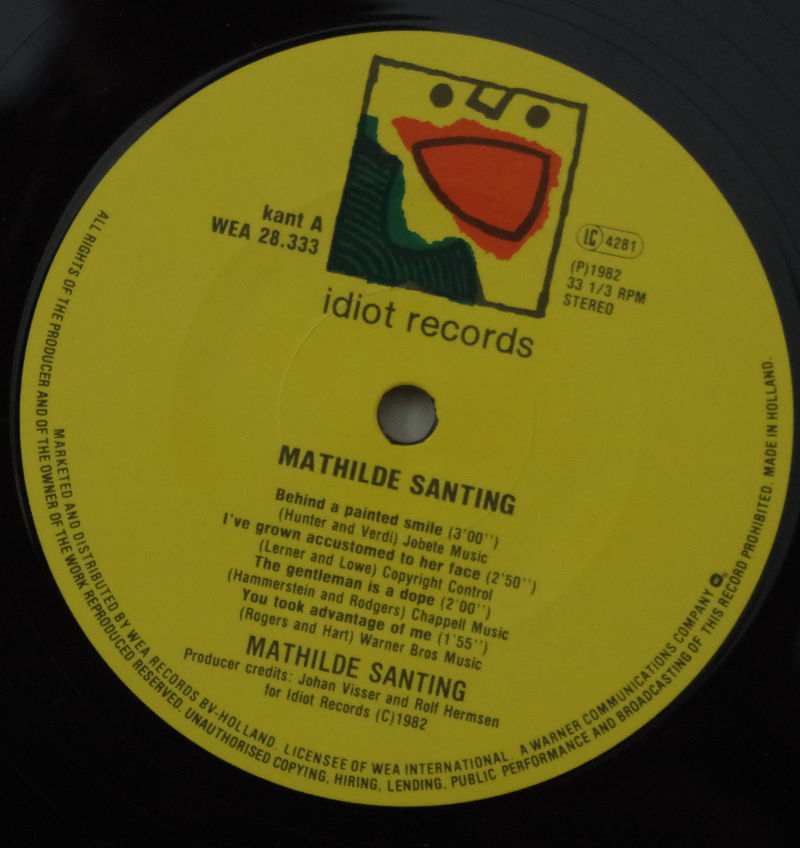 kant A
WEA 28.333
LC 4281
(P)1982
33 1/3 RPM
STEREO
idiot records
MATHILDE SANTING
Behind a painted smile (3'00'')
(Hunter and Verdi) Jobete Music
I've grown accustomed to her face (2'50'')
(Lerner and Lowe) Copyright Control
The gentleman is a dope (2'00'')
(Hammerstein and Rodgers) Chappell Music
You took advantage of me (1'55'')
(Rogers and Hart) Warner Bros Music
MATHILDE SANTING
Producer credits: Johan Visser and Rolf Hermsen
for Idiot Records (C)1982
MARKETED AND DISTRIBUTED BY WEA RECORDS BV-HOLLAND. LICENSEE OF WEA INTERNATIONAL. A WARNER COMMUNICATIONS COMPANY
ALL RIGHTS OF THE PRODUCER AND OF THE OWNER OF THE WORK REPRODUCED RESERVED. UNAUTHORISED COPYING, HIRING, LENDING, PUBLIC PERFORMANCE AND BROADCASTING OF THIS RECORD PROHIBITED. MADE IN HOLLAND.